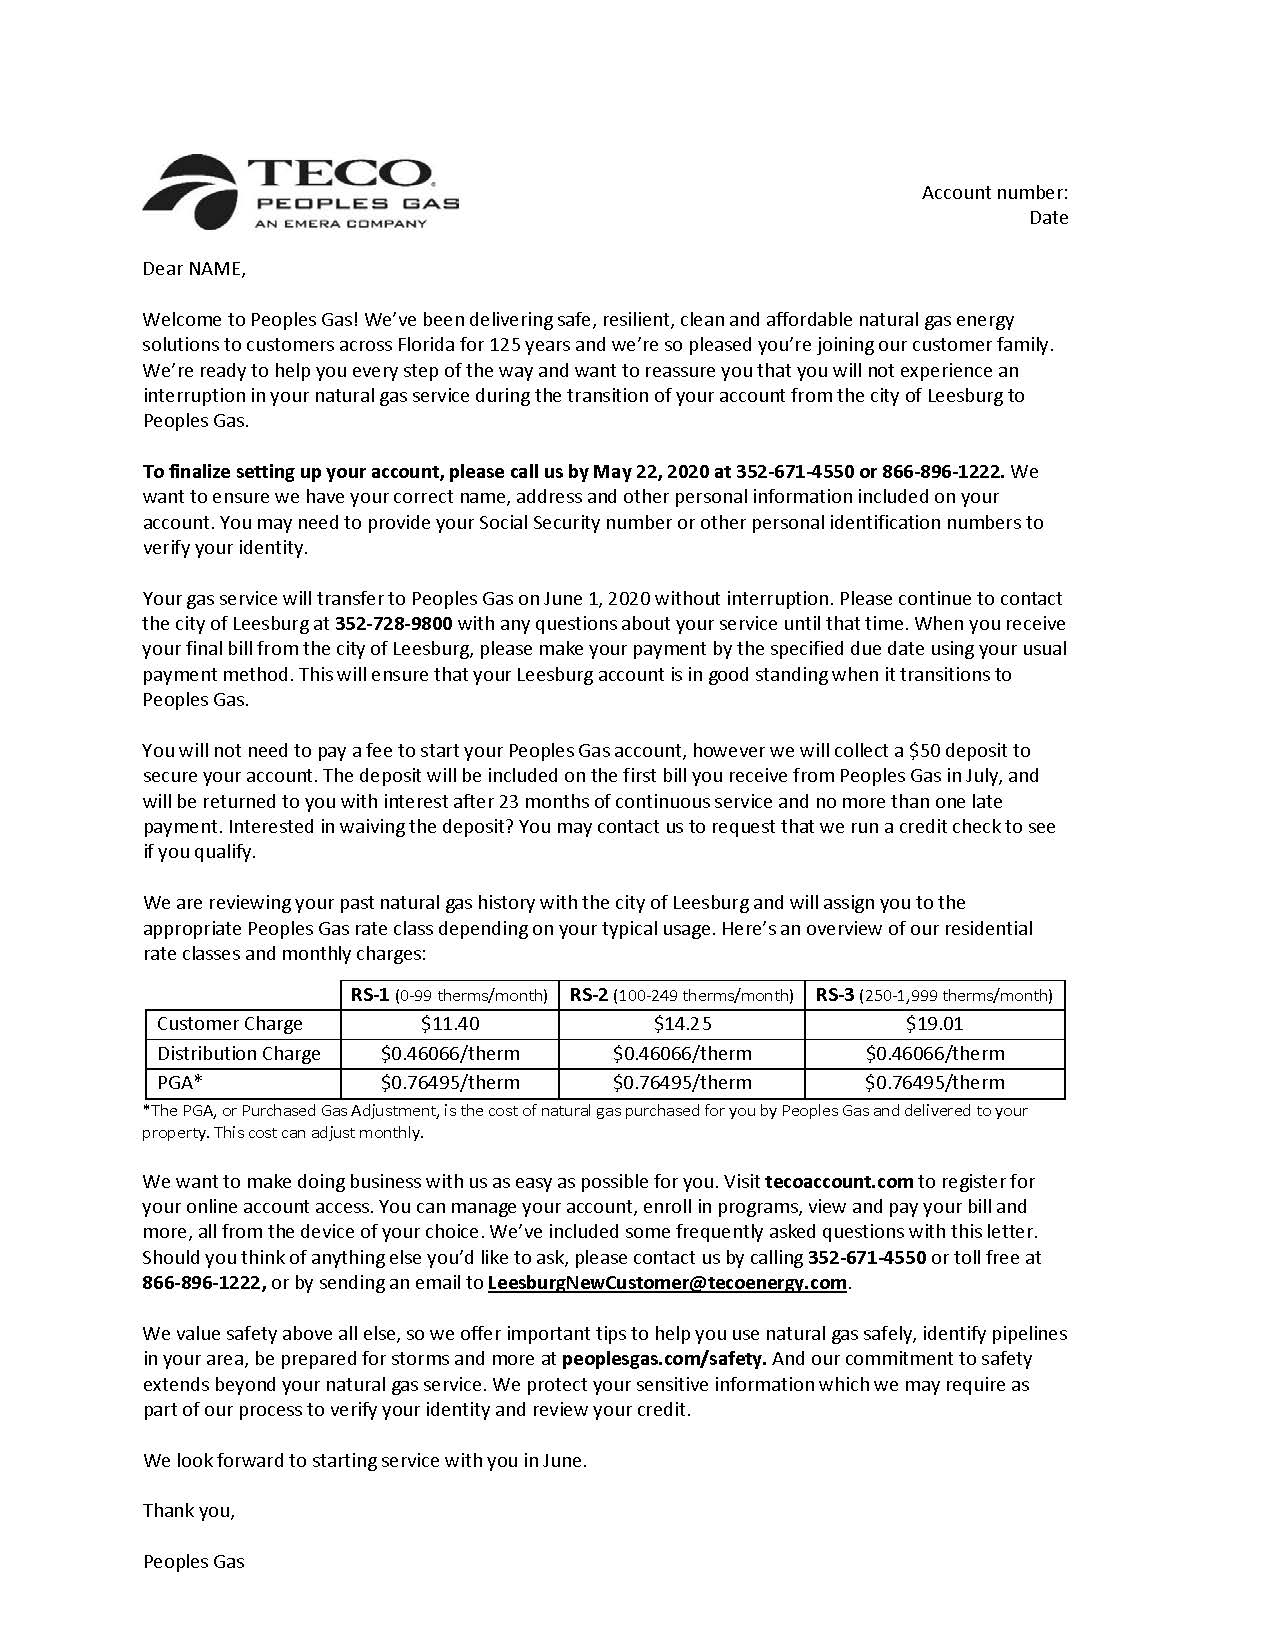 TECO®
PEOPLES GAS
AN EMERA COMPANY
Account number:
Date
Dear NAME,
Welcome to Peoples Gas! We’ve been delivering safe, resilient, clean and affordable natural gas energy
solutions to customers across Florida for 125 years and we’re so pleased you’re joining our customer family.
We’re ready to help you every step of the way and want to reassure you that you will not experience an
interruption in your natural gas service during the transition of your account from the city of Leesburg to
Peoples Gas.
To finalize setting up your account, please call us by May 22, 2020 at 352-671-4550 or 866-896-1222. We
want to ensure we have your correct name, address and other personal information included on your
account. You may need to provide your Social Security number or other personal identification numbers to
verify your identity.
Your gas service will transfer to Peoples Gas on June 1, 2020 without interruption. Please continue to contact
the city of Leesburg at 352-728-9800 with any questions about your service until that time. When you receive
your final bill from the city of Leesburg, please make your payment by the specified due date using your usual
payment method. This will ensure that your Leesburg account is in good standing when it transitions to
Peoples Gas.
You will not need to pay a fee to start your Peoples Gas account, however we will collect a $50 deposit to
secure your account. The deposit will be included on the first bill you receive from Peoples Gas in July, and
will be returned to you with interest after 23 months of continuous service and no more than one late
payment. Interested in waiving the deposit? You may contact us to request that we run a credit check to see
if you qualify.
We are reviewing your past natural gas history with the city of Leesburg and will assign you to the
appropriate Peoples Gas rate class depending on your typical usage. Here’s an overview of our residential
rate classes and monthly charges:
RS-1 (0-99 therms/month) RS-2 (100-249 therms/month) RS-3 (250-1,999 therms/month)
Customer Charge $11.40 $14.25 $19.01
Distribution Charge $0.46066/therm $0.46066/therm $0.46066/therm
PGA* $0.76495/therm $0.76495/therm $0.76495/therm
*The PGA, or Purchased Gas Adjustment, is the cost of natural gas purchased for you by Peoples Gas and delivered to your
property. This cost can adjust monthly.
We want to make doing business with us as easy as possible for you. Visit tecoaccount.com to register for
your online account access. You can manage your account, enroll in programs, view and pay your bill and
more, all from the device of your choice. We’ve included some frequently asked questions with this letter.
Should you think of anything else you’d like to ask, please contact us by calling 352-671-4550 or toll free at
866-896-1222, or by sending an email to LeesburgNewCustomer@tecoenergy.com.
We value safety above all else, so we offer important tips to help you use natural gas safely, identify pipelines
in your area, be prepared for storms and more at peoplesgas.com/safety. And our commitment to safety
extends beyond your natural gas service. We protect your sensitive information which we may require as
part of our process to verify your identity and review your credit.
We look forward to starting service with you in June.
Thank you,
Peoples Gas